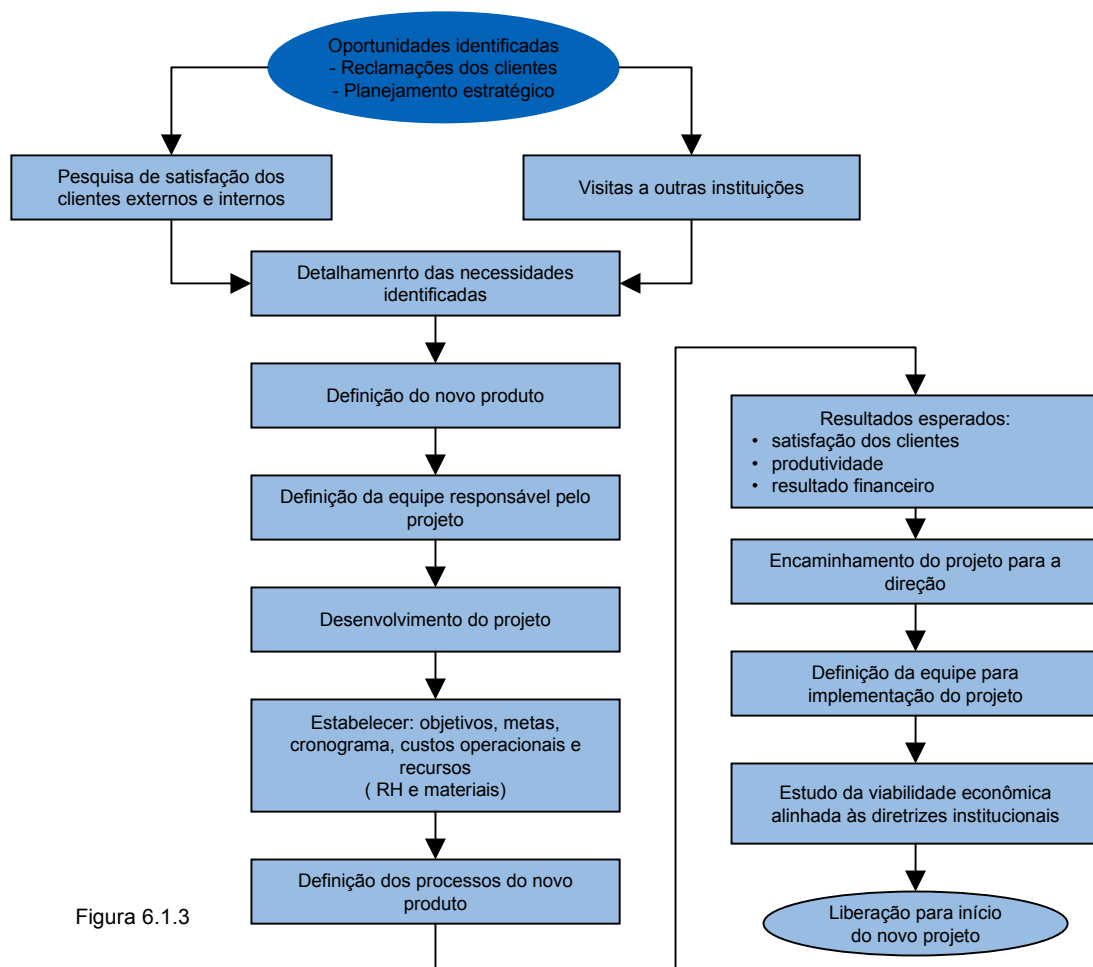 Oportunidades identificadas
- Reclamações dos clientes
- Planejamento estratégico
Pesquisa de satisfação dos
clientes externos e internos
Visitas a outras instituições
Detalhamenrto das necessidades
identificadas
Definição do novo produto
Definição da equipe responsável pelo
projeto
Desenvolvimento do projeto
Estabelecer: objetivos, metas,
cronograma, custos operacionais e
recursos
( RH e materiais)
Definição dos processos do novo
produto
Resultados esperados:
• satisfação dos clientes
• produtividade
• resultado financeiro
Encaminhamento do projeto para a
direção
Definição da equipe para
implementação do projeto
Estudo da viabilidade econômica
alinhada às diretrizes institucionais
Liberação para início
do novo projeto
Figura 6.1.3